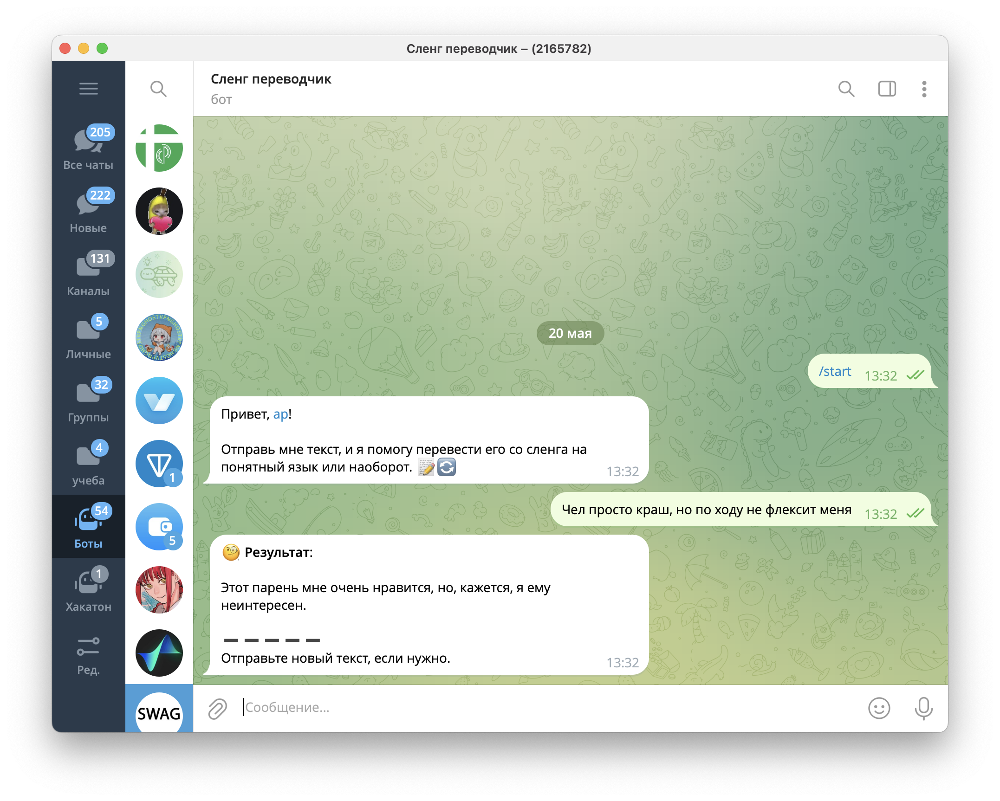 Сленг переводчик – (2165782)
Сленг переводчик
бот
205
Все чаты
222
Новые
131
Каналы
5
Личные
32
Группы
4
учеба
54
Боты
1
Хакатон
Ред.
1
5
SWAG
20 мая
/start 13:32
Привет, ар!
Отправь мне текст, и я помогу перевести его со сленга на
понятный язык или наоборот. 📝🔄 13:32
Чел просто краш, но по ходу не флексит меня 13:32
🧐 Результат:
Этот парень мне очень нравится, но, кажется, я ему
неинтересен.
— — — — —
Отправьте новый текст, если нужно. 13:32
Сообщение...